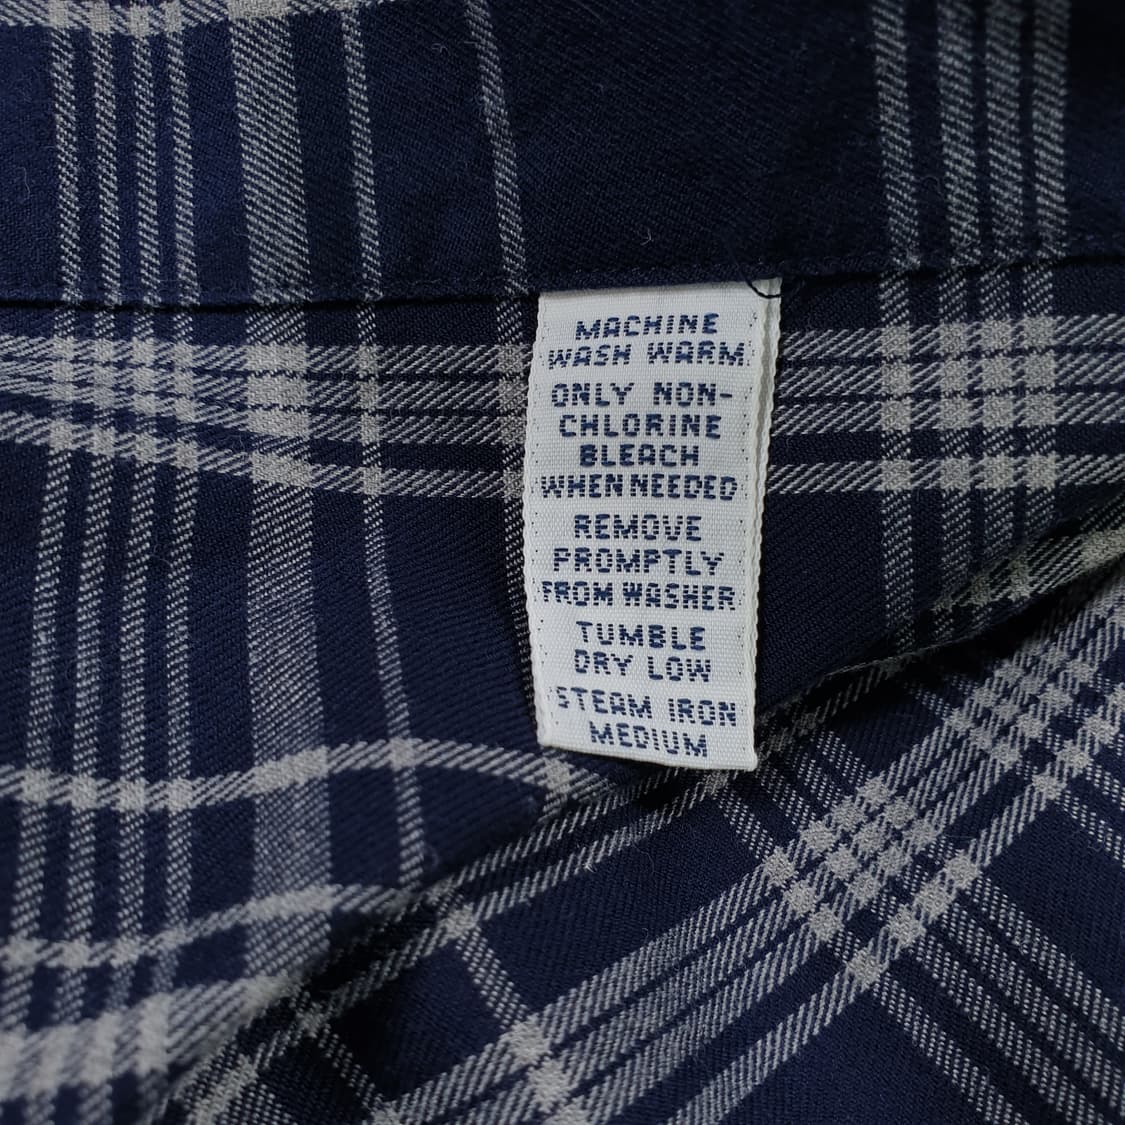 MACHINE
WASH WARM
ONLY NON-
CHLORINE
BLEACH
WHEN NEEDED
REMOVE
PROMPTLY
FROM WASHER
TUMBLE
DRY LOW
STEAM IRON
MEDIUM